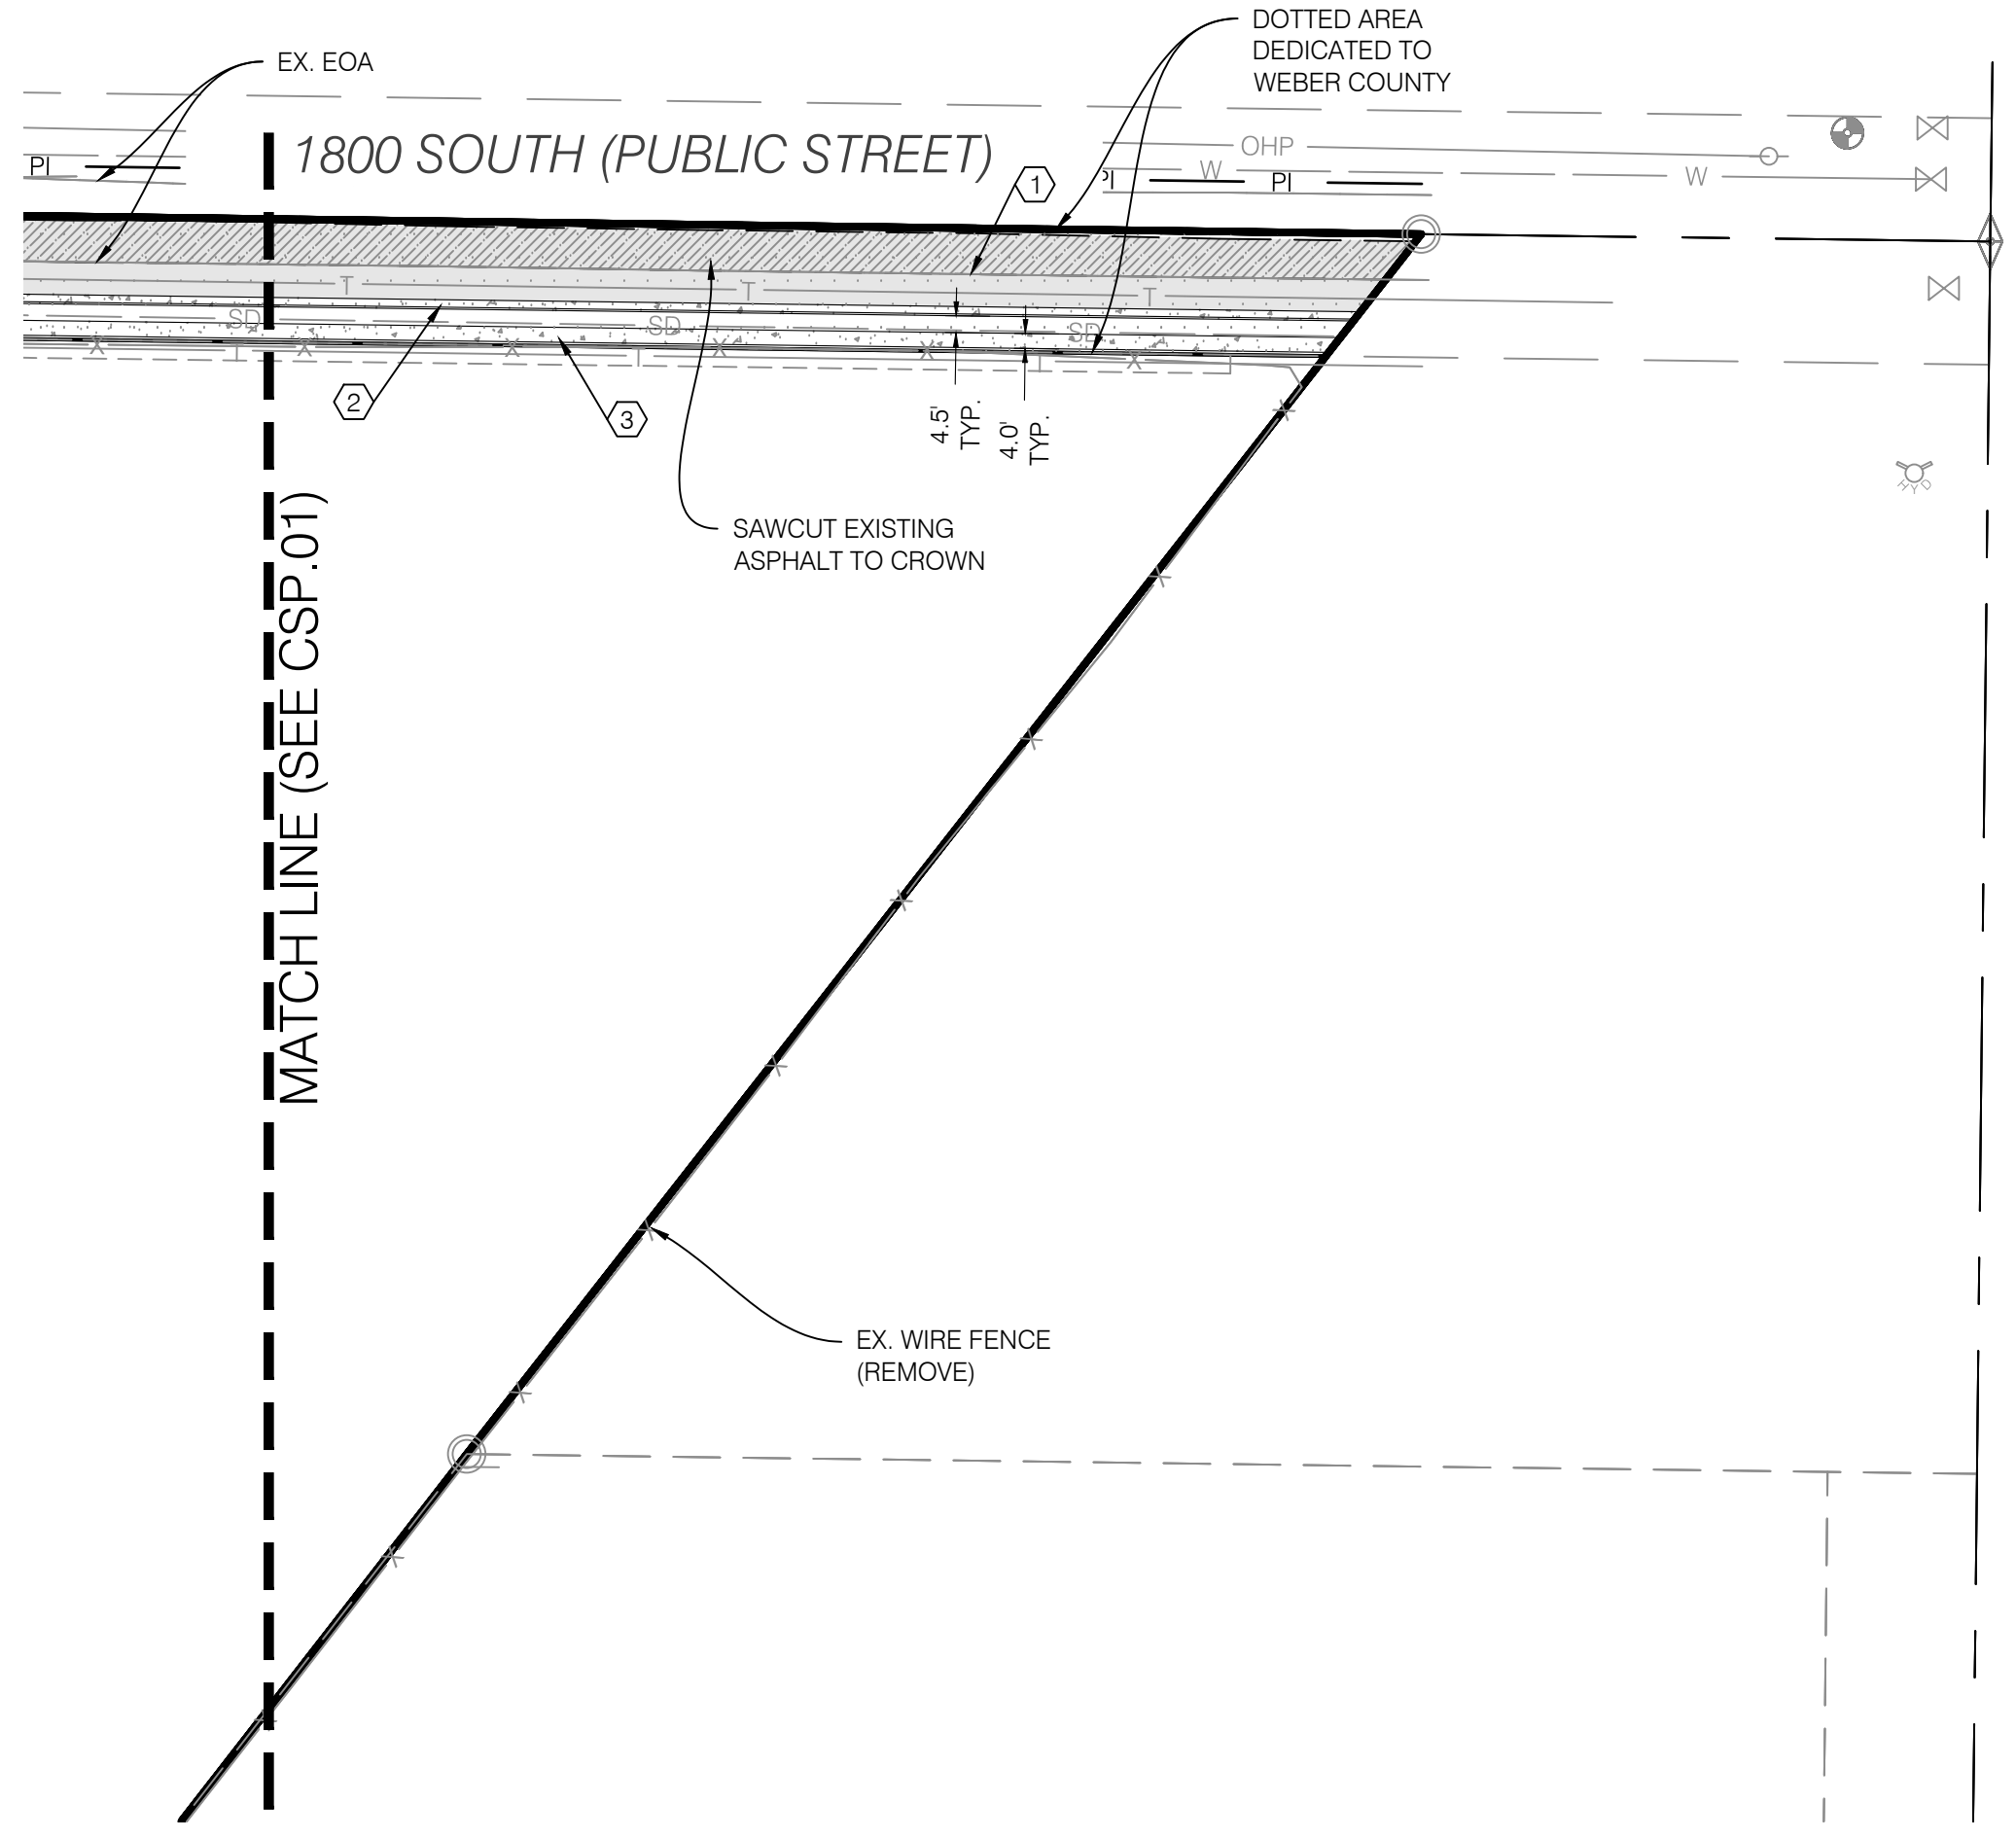 DOTTED AREA
DEDICATED TO
WEBER COUNTY
EX. EOA
1800 SOUTH (PUBLIC STREET)
OHP
PI
W
PI
PI
W
1
T
T
T
SD
SD
SD
X
X
X
X
X
X
T
T
T
2
3
4.5'
TYP.
4.0'
TYP.
HYD
SAWCUT EXISTING
ASPHALT TO CROWN
MATCH LINE (SEE CSP.01)
EX. WIRE FENCE
(REMOVE)